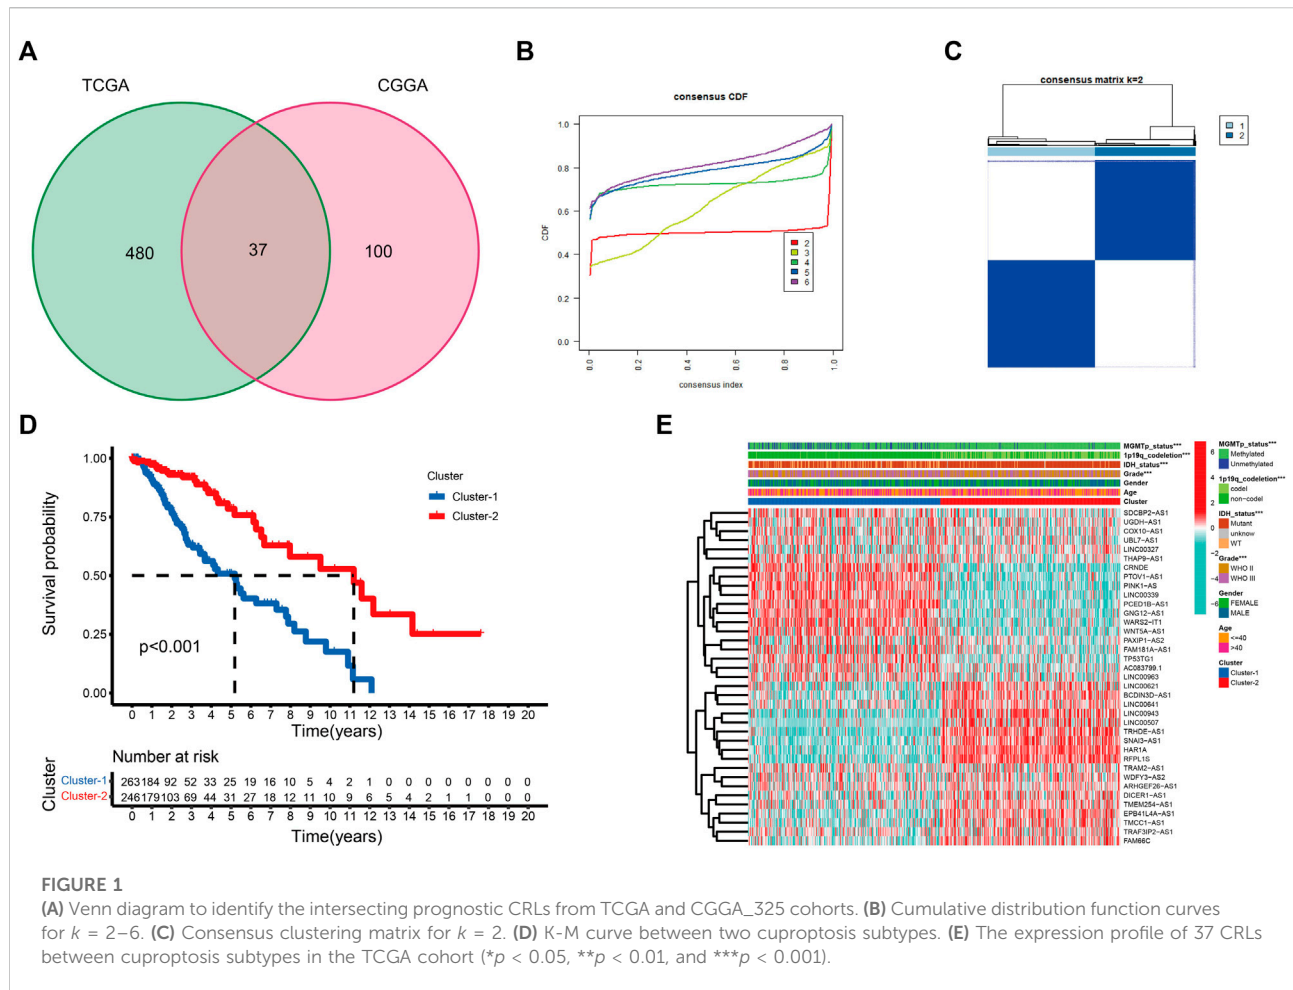 A
TCGA
CGGA
480
37
100
B
consensus CDF
CDF
1.0
0.8
0.6
0.4
0.2
0.0
2
3
4
5
6
0.0
0.2
0.4
0.6
0.8
1.0
consensus index
C
consensus matrix k=2
1
2
D
Survival probability
1.00
0.75
0.50
0.25
0.00
Cluster
Cluster-1
Cluster-2
p<0.001
0 1 2 3 4 5 6 7 8 9 10 11 12 13 14 15 16 17 18 19 20
Time(years)
Number at risk
Cluster
Cluster-1 263 184 92 52 33 25 19 16 10 5 4 2 1 0 0 0 0 0 0 0 0
Cluster-2 246 179 103 69 44 31 27 18 12 11 10 9 6 5 4 2 1 1 0 0 0
0 1 2 3 4 5 6 7 8 9 10 11 12 13 14 15 16 17 18 19 20
Time(years)
E
MGMTp_status***
1p19q_codeletion***
IDH_status***
Grade***
Gender
Age
Cluster
SDCBP2-AS1
UGDH-AS1
COX10-AS1
UBL7-AS1
LINC00327
THAP9-AS1
CRNDE
PTOV1-AS1
PINK1-AS
LINC00339
PCED1B-AS1
GNG12-AS1
WARS2-IT1
WNT5A-AS1
PAXIP1-AS2
FAM181A-AS1
TP53TG1
AC083799.1
LINC00963
LINC00621
BCDIN3D-AS1
LINC00641
LINC00943
LINC00507
TRHDE-AS1
SNAI3-AS1
HAR1A
RFPL1S
TRAM2-AS1
WDFY3-AS2
ARHGEF26-AS1
DICER1-AS1
TMEM254-AS1
EPB41L4A-AS1
TMCC1-AS1
TRAF3IP2-AS1
FAM66C
6
4
2
0
-2
-4
-6
MGMTp_status***
Methylated
Unmethylated
1p19q_codeletion***
codel
non-codel
IDH_status***
Mutant
unknow
WT
Grade***
WHO II
WHO III
Gender
FEMALE
MALE
Age
<=40
>40
Cluster
Cluster-1
Cluster-2
FIGURE 1
(A) Venn diagram to identify the intersecting prognostic CRLs from TCGA and CGGA_325 cohorts. (B) Cumulative distribution function curves
for k = 2–6. (C) Consensus clustering matrix for k = 2. (D) K-M curve between two cuproptosis subtypes. (E) The expression profile of 37 CRLs
between cuproptosis subtypes in the TCGA cohort (*p < 0.05, **p < 0.01, and ***p < 0.001).